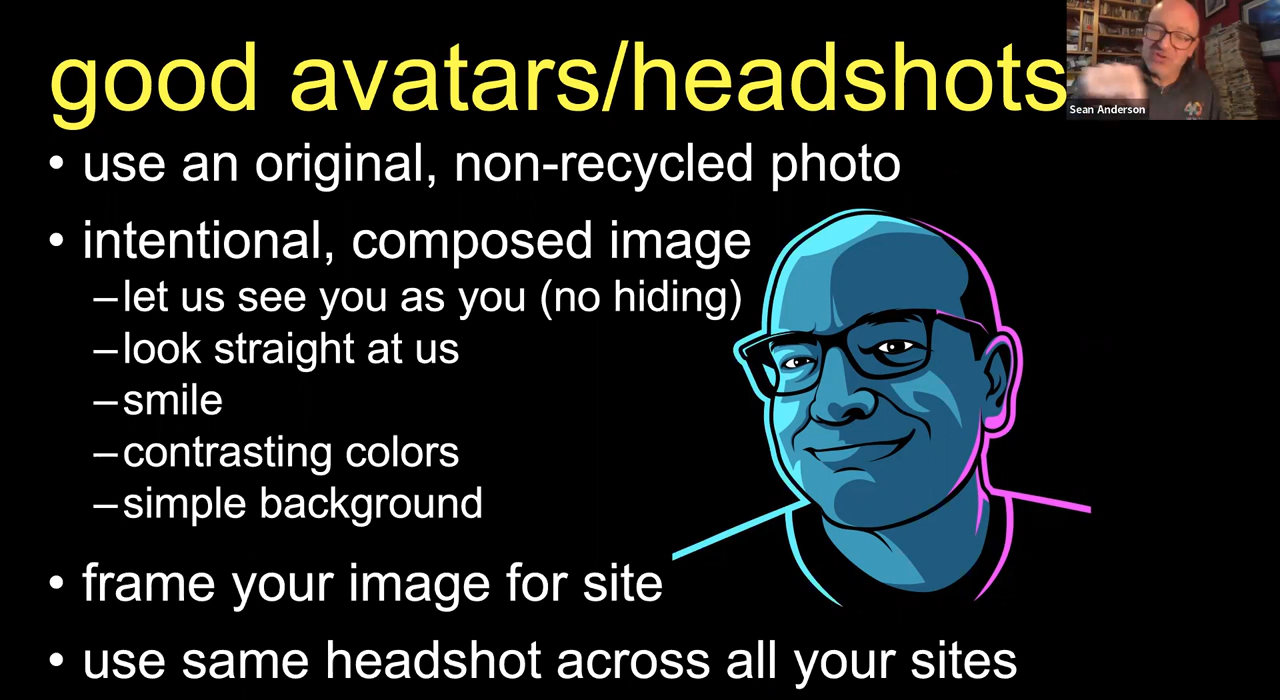 good avatars/headshots
Sean Anderson
40
• use an original, non-recycled photo
• intentional, composed image
–let us see you as you (no hiding)
–look straight at us
–smile
–contrasting colors
–simple background
• frame your image for site
• use same headshot across all your sites